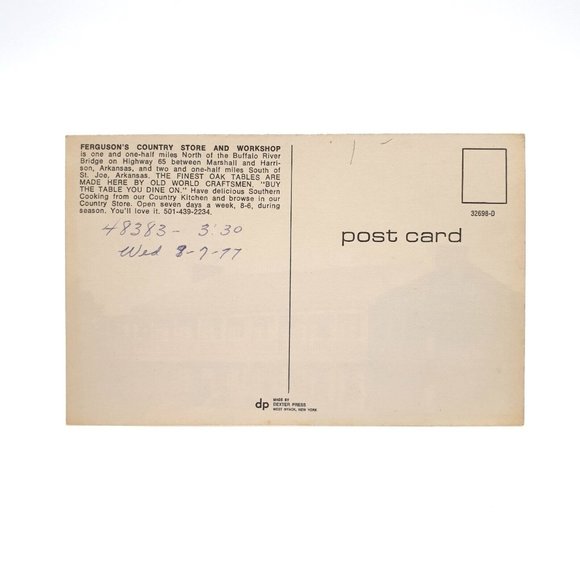 FERGUSON'S COUNTRY STORE AND WORKSHOP
is one and one-half miles North of the Buffalo River
Bridge on Highway 65 between Marshall and Harri-
son, Arkansas, and two and one-half miles South of
St. Joe, Arkansas. THE FINEST OAK TABLES ARE
MADE HERE BY OLD WORLD CRAFTSMEN, "BUY
THE TABLE YOU DINE ON." Have delicious Southern
Cooking from our Country Kitchen and browse in our
Country Store. Open seven days a week, 8-6, during
season. You'll love it. 501-439-2234.
48383 - 3:30
Wed 8-7-77
32698-D
post card
dp
MADE BY
DEXTER PRESS
WEST NYACK, NEW YORK